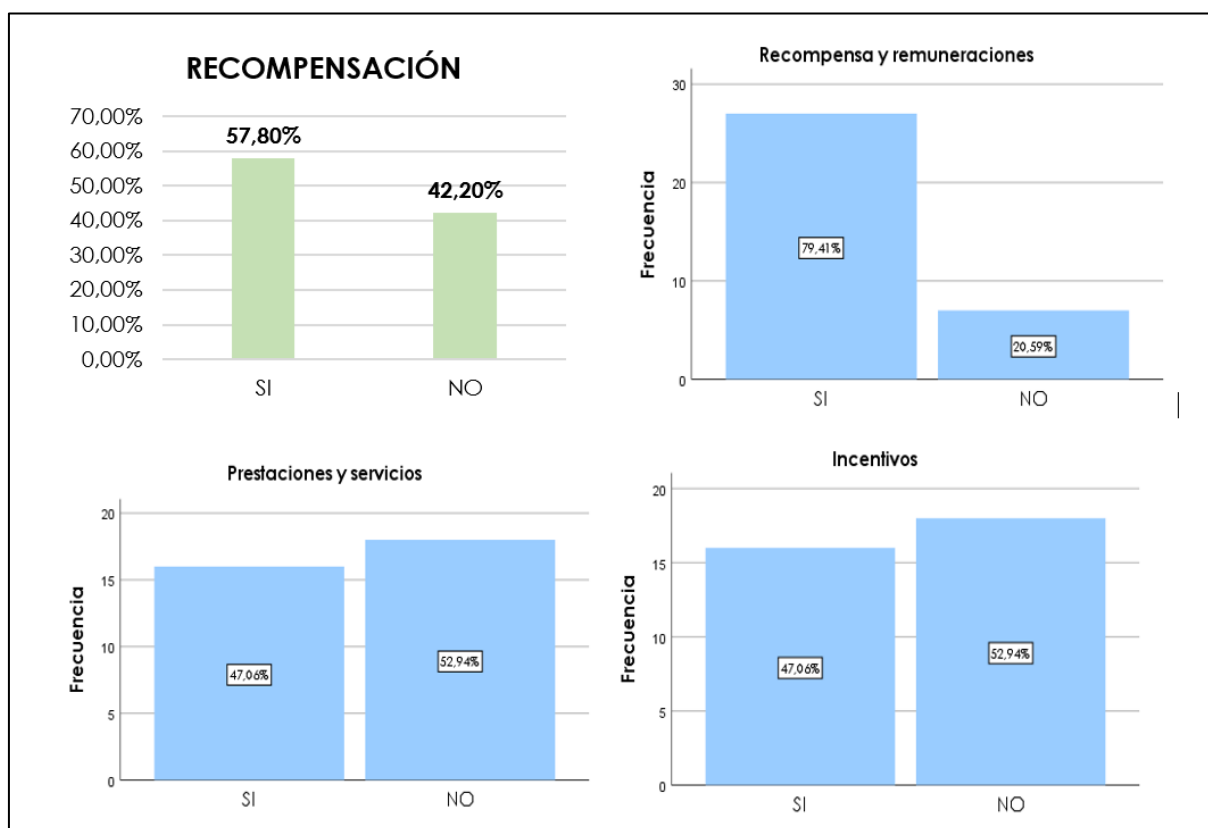 RECOMPENSACIÓN
70,00%
60,00%
50,00%
40,00%
30,00%
20,00%
10,00%
0,00%
57,80%
42,20%
SI NO
Recompensa y remuneraciones
Frecuencia
30
20
10
0
79,41%
20,59%
SI NO
Prestaciones y servicios
Frecuencia
20
15
10
5
0
47,06%
52,94%
SI NO
Incentivos
Frecuencia
20
15
10
5
0
47,06%
52,94%
SI NO